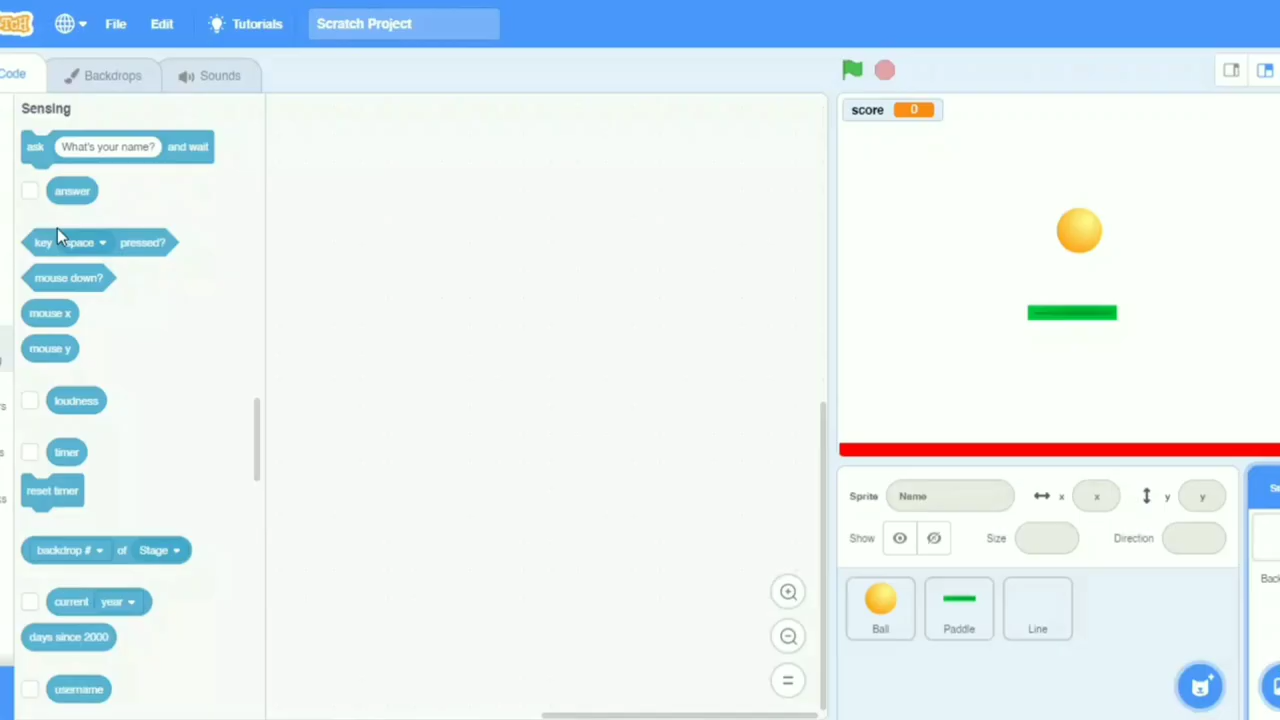 TCH File Edit Tutorials Scratch Project
Code Backdrops Sounds
Sensing
ask What's your name? and wait
answer
key space pressed?
mouse down?
mouse x
mouse y
loudness
timer
reset timer
backdrop # of Stage
current year
days since 2000
username
score 0
Sprite Name x x y y
Show Size Direction
Ball Paddle Line